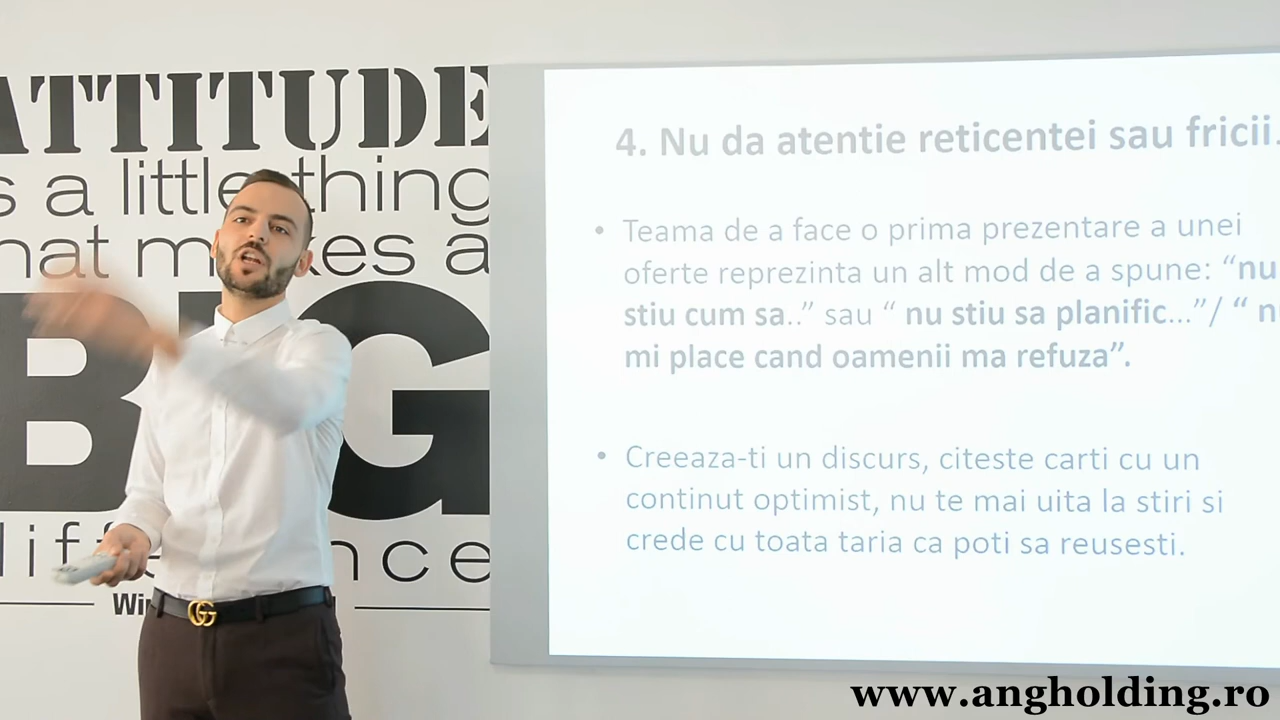 ATTITUDE
s a little thing
hat makes a
BIG
difference
Win
4. Nu da atentie reticentei sau fricii.
• Teama de a face o prima prezentare a unei
oferte reprezinta un alt mod de a spune: “nu
stiu cum sa..” sau “ nu stiu sa planific...”/ “ n
mi place cand oamenii ma refuza”.
• Creeaza-ti un discurs, citeste carti cu un
continut optimist, nu te mai uita la stiri si
crede cu toata taria ca poti sa reusesti.
www.angholding.ro